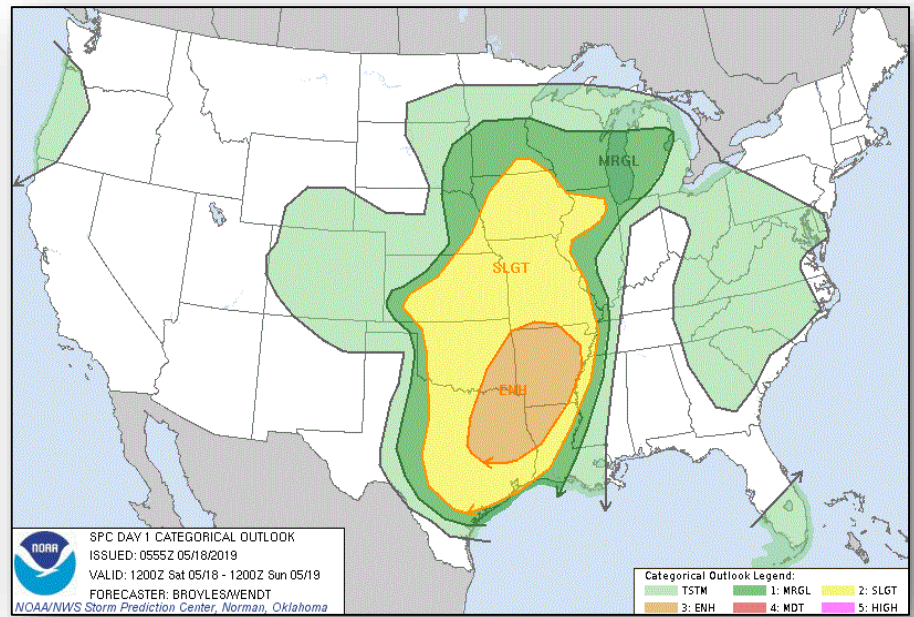 MRGL
SLGT
ENH
NOAA
SPC DAY 1 CATEGORICAL OUTLOOK
ISSUED: 0555Z 05/18/2019
VALID: 1200Z Sat 05/18 - 1200Z Sun 05/19
FORECASTER: BROYLES/WENDT
NOAA/NWS Storm Prediction Center, Norman, Oklahoma
Categorical Outlook Legend:
TSTM 1: MRGL 2: SLGT
3: ENH 4: MDT 5: HIGH